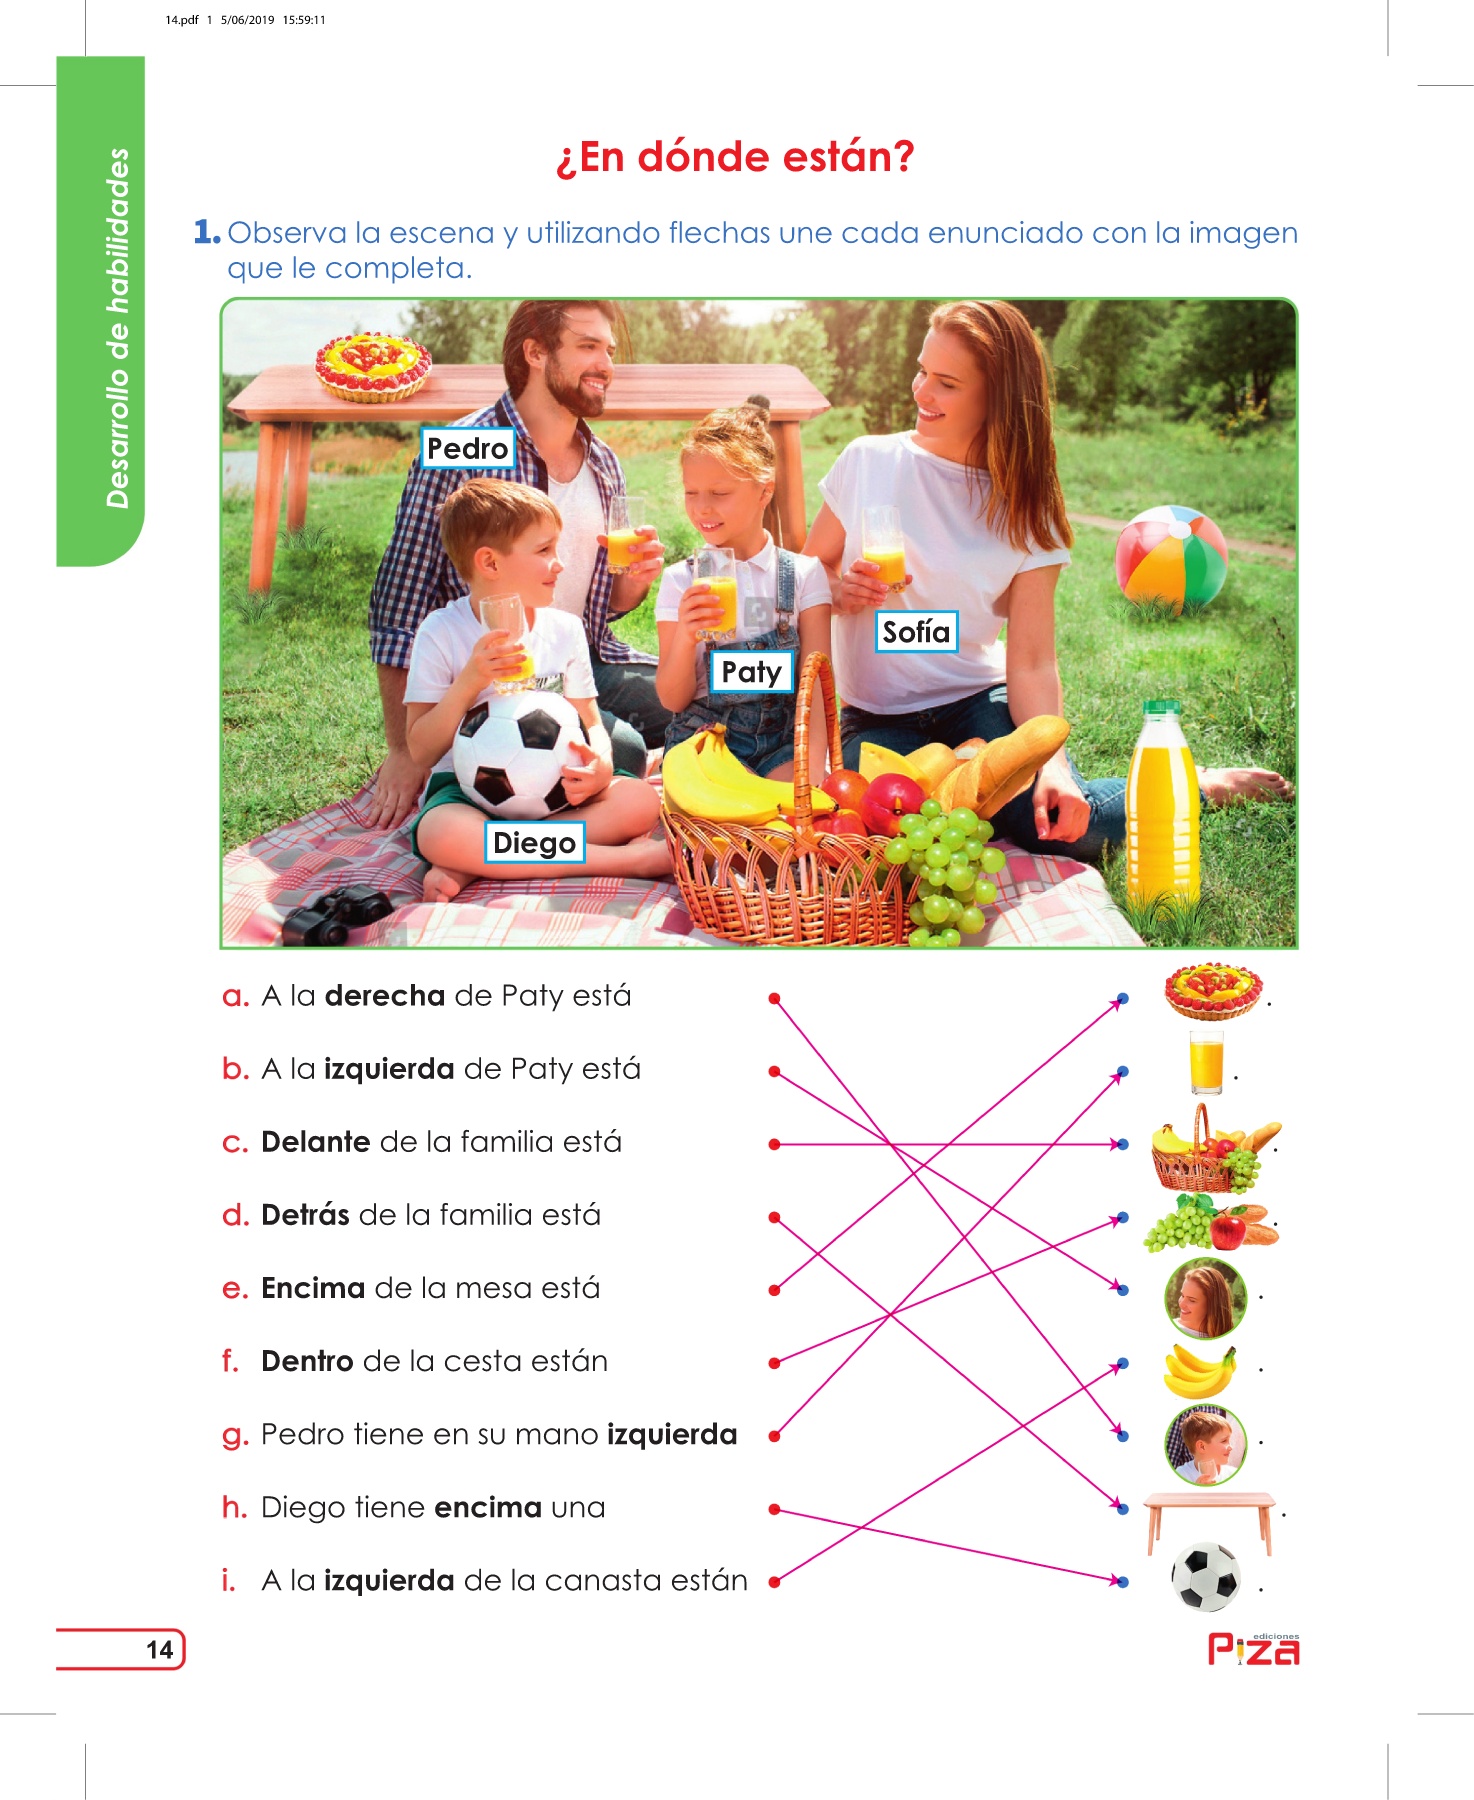 14.pdf 1 5/06/2019 15:59:11
Desarrollo de habilidades
¿En dónde están?
1. Observa la escena y utilizando flechas une cada enunciado con la imagen
que le completa.
Pedro
Sofía
Paty
Diego
a. A la derecha de Paty está
.
b. A la izquierda de Paty está
.
c. Delante de la familia está
.
d. Detrás de la familia está
.
e. Encima de la mesa está
.
f. Dentro de la cesta están
.
g. Pedro tiene en su mano izquierda
.
h. Diego tiene encima una
.
i. A la izquierda de la canasta están
.
14
ediciones
Piza